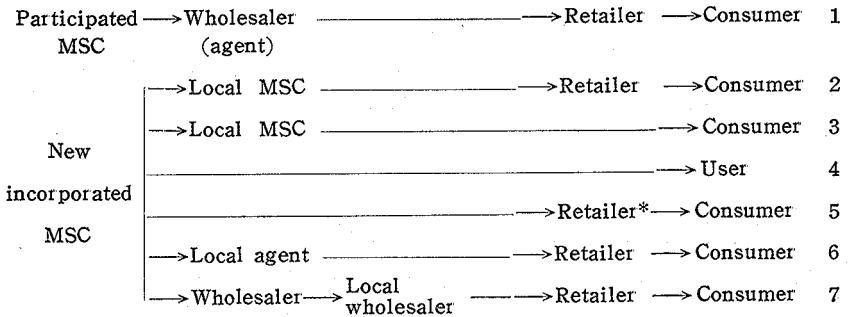 Participated MSC → Wholesaler (agent) → Retailer → Consumer 1
New incorporated MSC
→ Local MSC → Retailer → Consumer 2
→ Local MSC → Consumer 3
→ User 4
→ Retailer* → Consumer 5
→ Local agent → Retailer → Consumer 6
→ Wholesaler → Local wholesaler → Retailer → Consumer 7